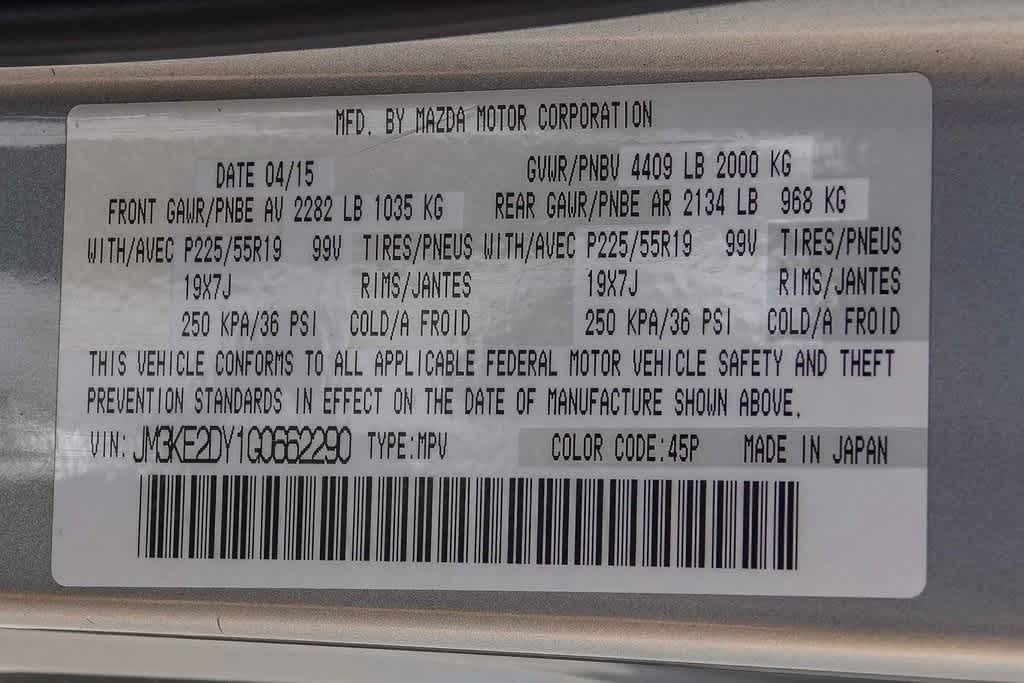 MFD. BY MAZDA MOTOR CORPORATION
DATE 04/15 GVWR/PNBV 4409 LB 2000 KG
FRONT GAWR/PNBE AV 2282 LB 1035 KG REAR GAWR/PNBE AR 2134 LB 968 KG
WITH/AVEC P225/55R19 99V TIRES/PNEUS WITH/AVEC P225/55R19 99V TIRES/PNEUS
19X7J RIMS/JANTES 19X7J RIMS/JANTES
250 KPA/36 PSI COLD/A FROID 250 KPA/36 PSI COLD/A FROID
THIS VEHICLE CONFORMS TO ALL APPLICABLE FEDERAL MOTOR VEHICLE SAFETY AND THEFT
PREVENTION STANDARDS IN EFFECT ON THE DATE OF MANUFACTURE SHOWN ABOVE.
VIN: JM3KE2DY1G0662290 TYPE:MPV COLOR CODE:45P MADE IN JAPAN